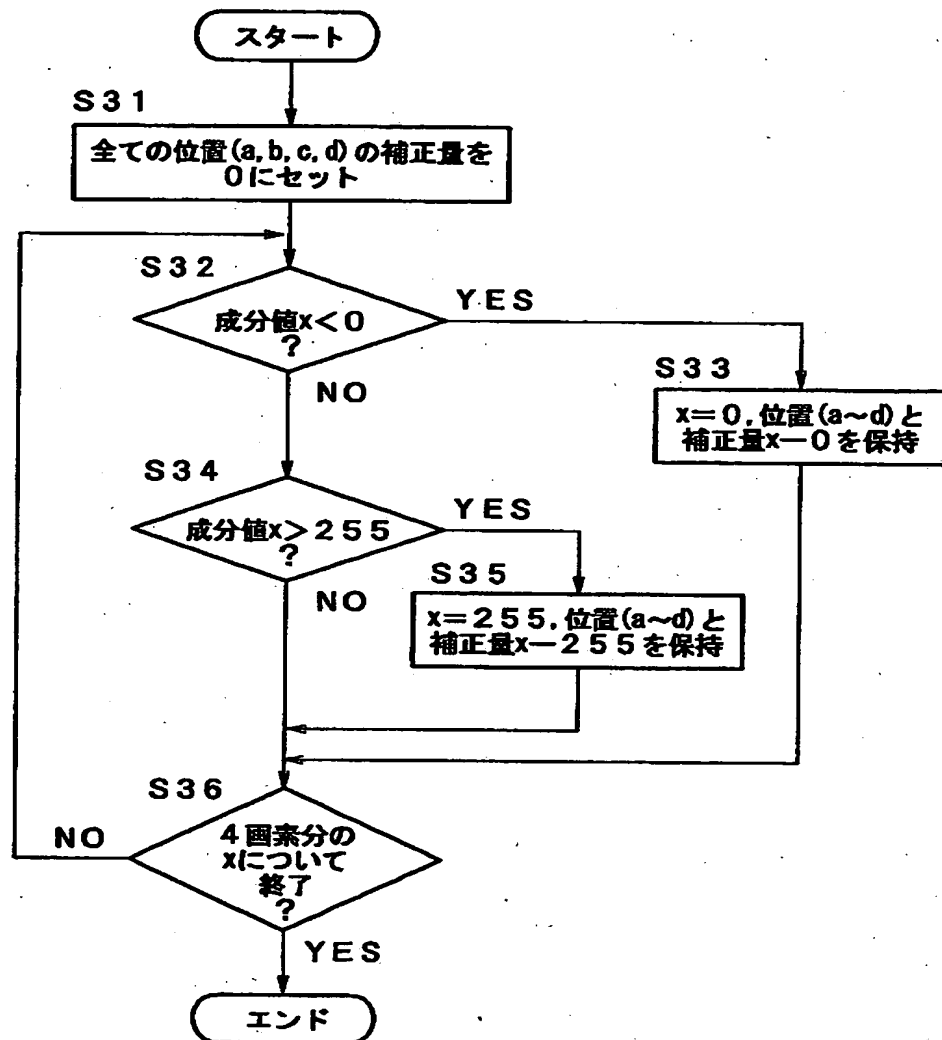 スタート
S31
全ての位置(a,b,c,d)の補正量を
0にセット
S32
成分値x<0
?
YES
NO
S33
x=0,位置(a~d)と
補正量x-0を保持
S34
成分値x>255
?
YES
NO
S35
x=255,位置(a~d)と
補正量x-255を保持
S36
4画素分の
xについて
終了
?
NO
YES
エンド